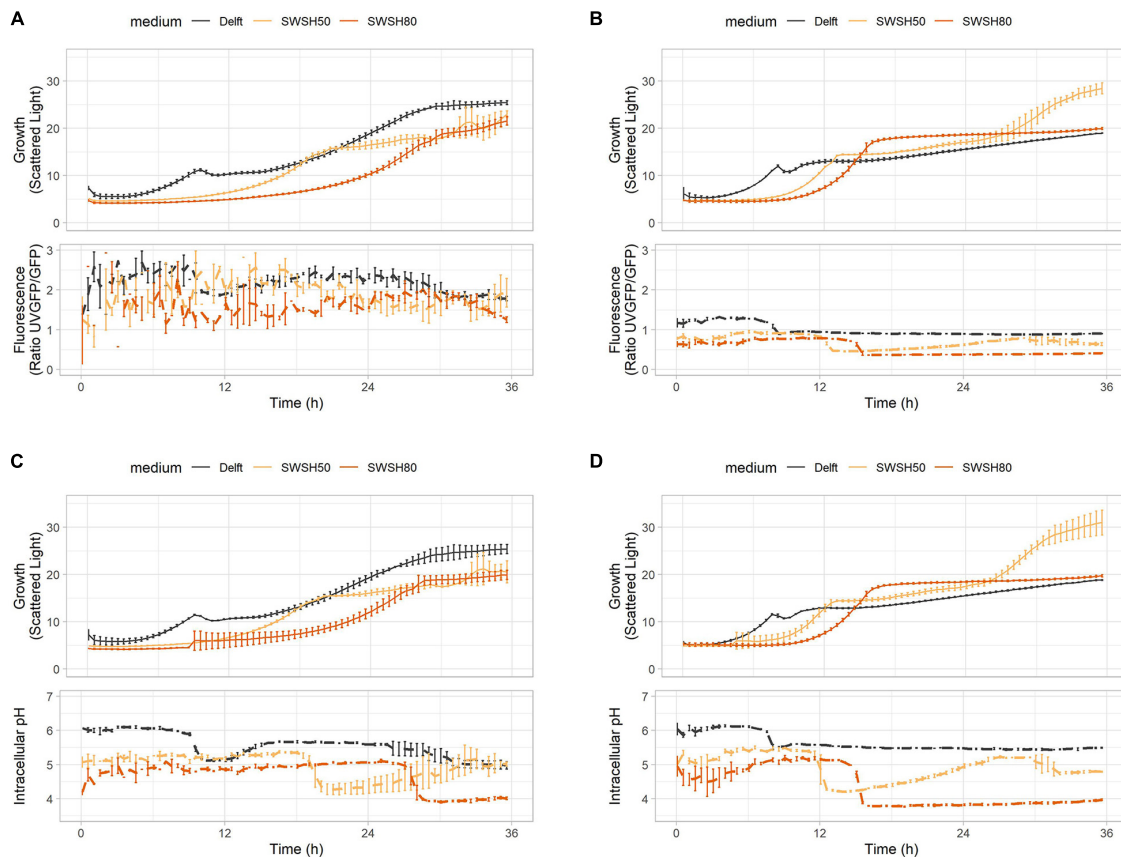 A
medium Delft SWSH50 SWSH80
Growth
(Scattered Light)
30
20
10
0
Fluorescence
(Ratio UVGFP/GFP)
3
2
1
0
0 12 24 36
Time (h)
B
medium Delft SWSH50 SWSH80
Growth
(Scattered Light)
30
20
10
0
Fluorescence
(Ratio UVGFP/GFP)
3
2
1
0
0 12 24 36
Time (h)
C
medium Delft SWSH50 SWSH80
Growth
(Scattered Light)
30
20
10
0
Intracellular pH
7
6
5
4
0 12 24 36
Time (h)
D
medium Delft SWSH50 SWSH80
Growth
(Scattered Light)
30
20
10
0
Intracellular pH
7
6
5
4
0 12 24 36
Time (h)